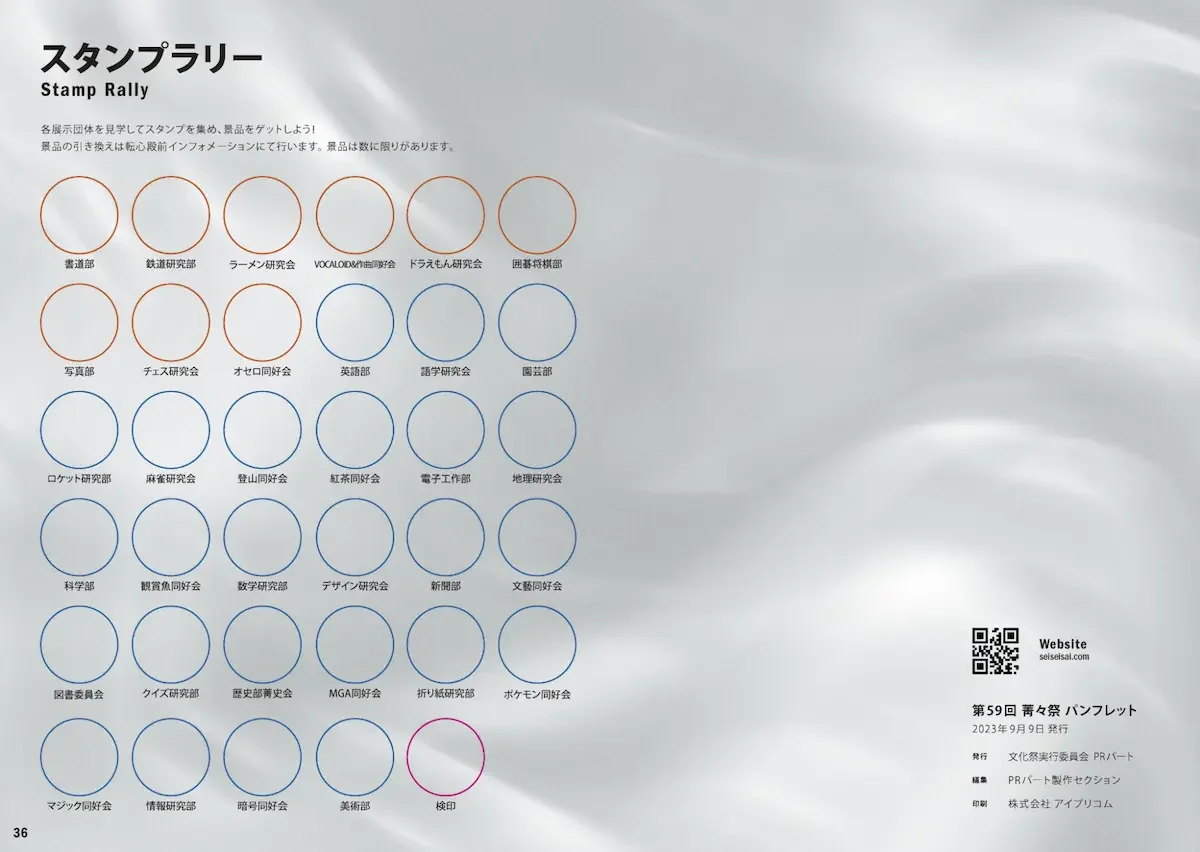 スタンプラリー
Stamp Rally
各展示団体を見学してスタンプを集め、景品をゲットしよう!
景品の引き換えは転心殿前インフォメーションにて行います。景品は数に限りがあります。
書道部 鉄道研究部 ラーメン研究会 VOCALOID&作曲同好会 ドラえもん研究会 囲碁将棋部
写真部 チェス研究会 オセロ同好会 英語部 語学研究会 園芸部
ロケット研究部 麻雀研究会 登山同好会 紅茶同好会 電子工作部 地理研究会
科学部 観賞魚同好会 数学研究部 デザイン研究会 新聞部 文藝同好会
図書委員会 クイズ研究部 歴史部菁史会 MGA同好会 折り紙研究部 ポケモン同好会
マジック同好会 情報研究部 暗号同好会 美術部 検印
Website
seiseisai.com
第59回 菁々祭 パンフレット
2023年9月9日 発行
発行 文化祭実行委員会 PRパート
編集 PRパート製作セクション
印刷 株式会社 アイプリコム
36